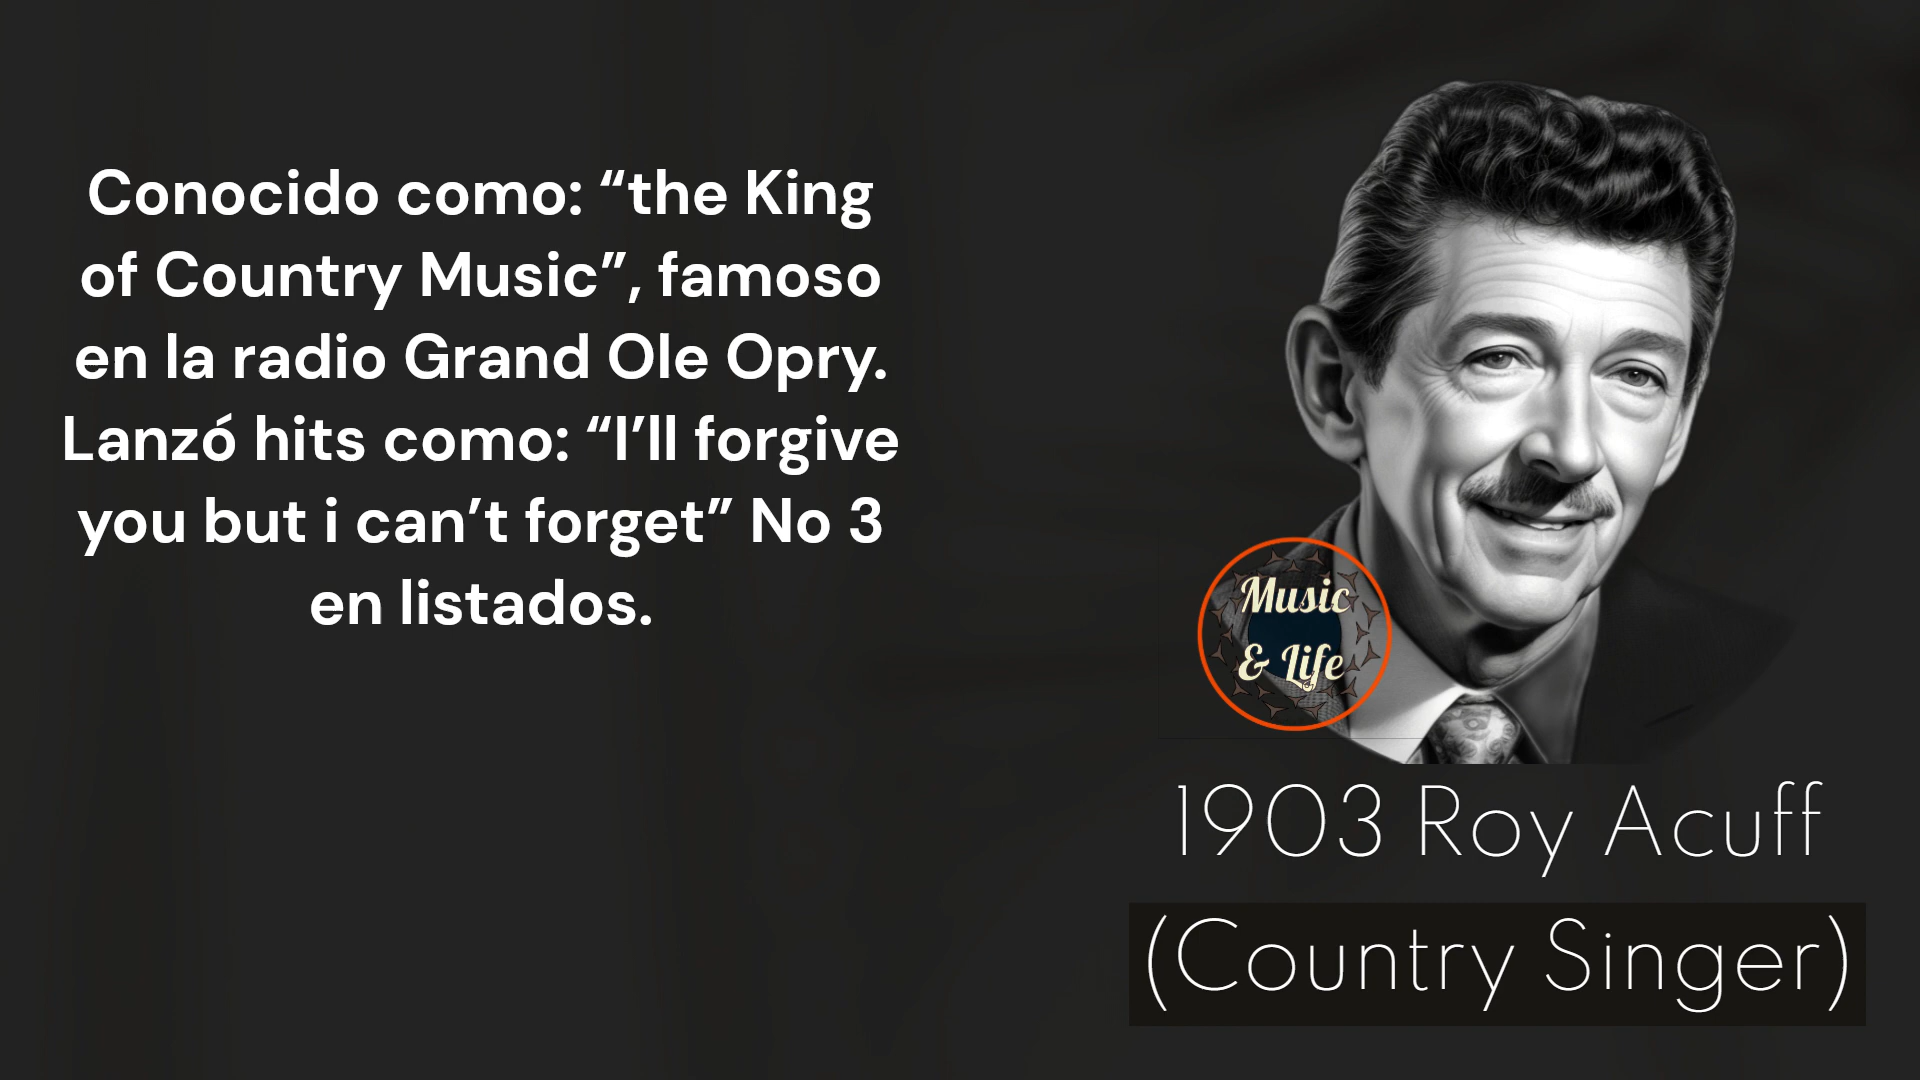 Conocido como: “the King
of Country Music”, famoso
en la radio Grand Ole Opry.
Lanzó hits como: “I’ll forgive
you but i can’t forget” No 3
en listados.
Music
& Life
1903 Roy Acuff
(Country Singer)